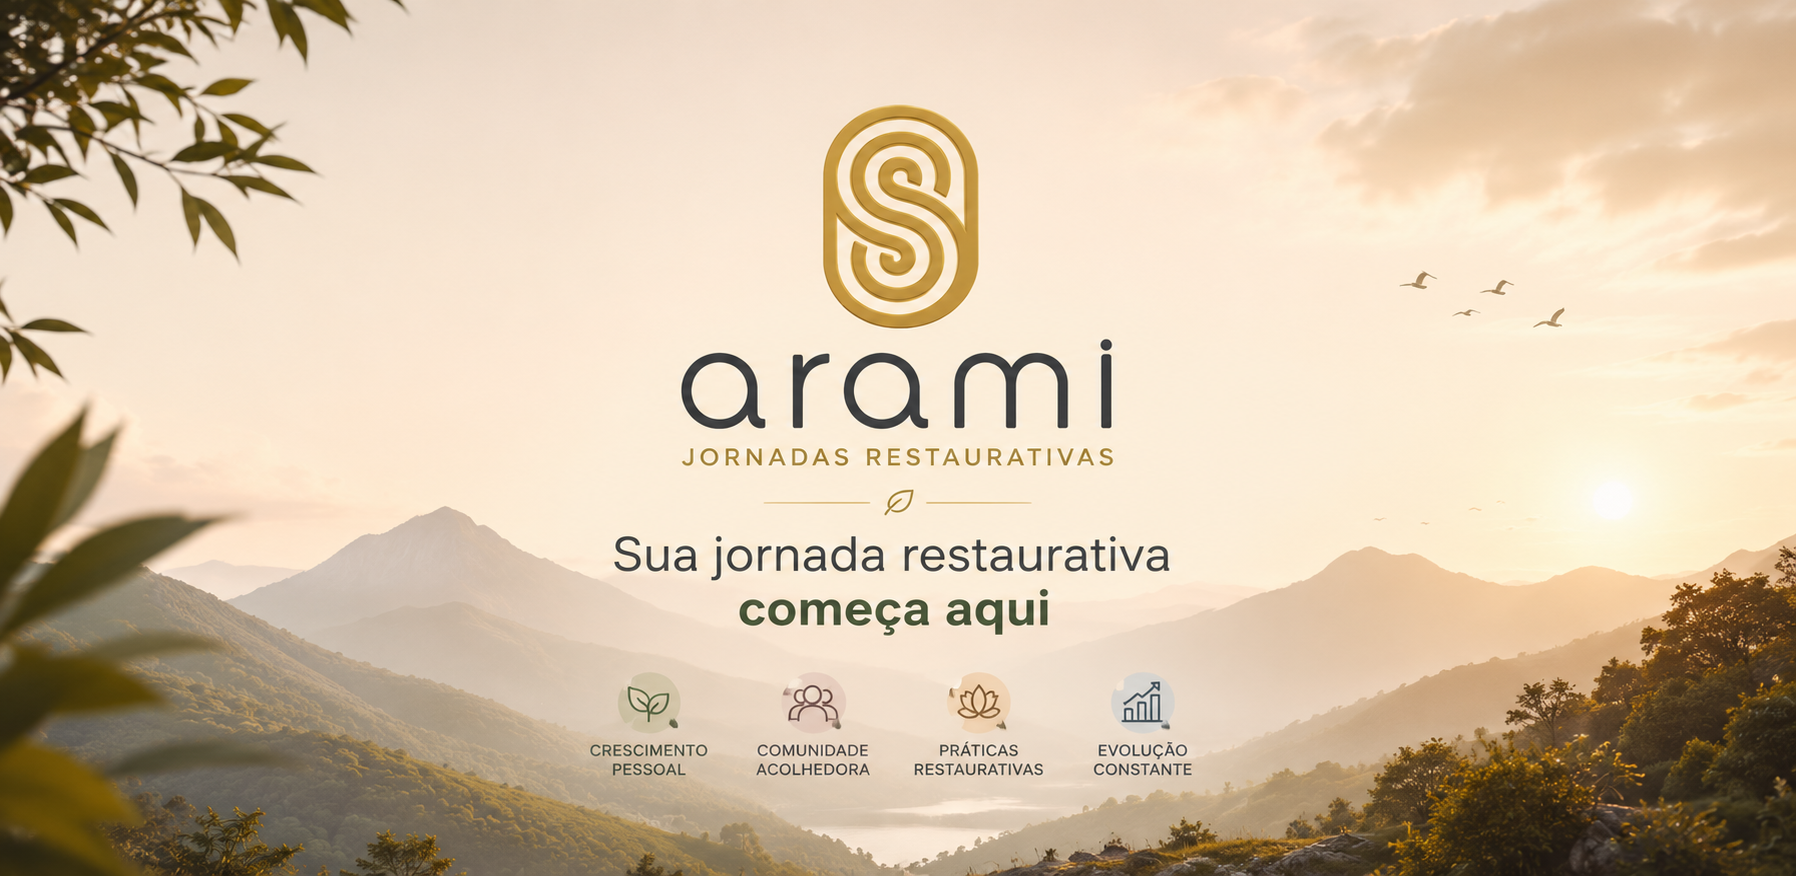 arami
JORNADAS RESTAURATIVAS
Sua jornada restaurativa
começa aqui
CRESCIMENTO
PESSOAL
COMUNIDADE
ACOLHEDORA
PRÁTICAS
RESTAURATIVAS
EVOLUÇÃO
CONSTANTE